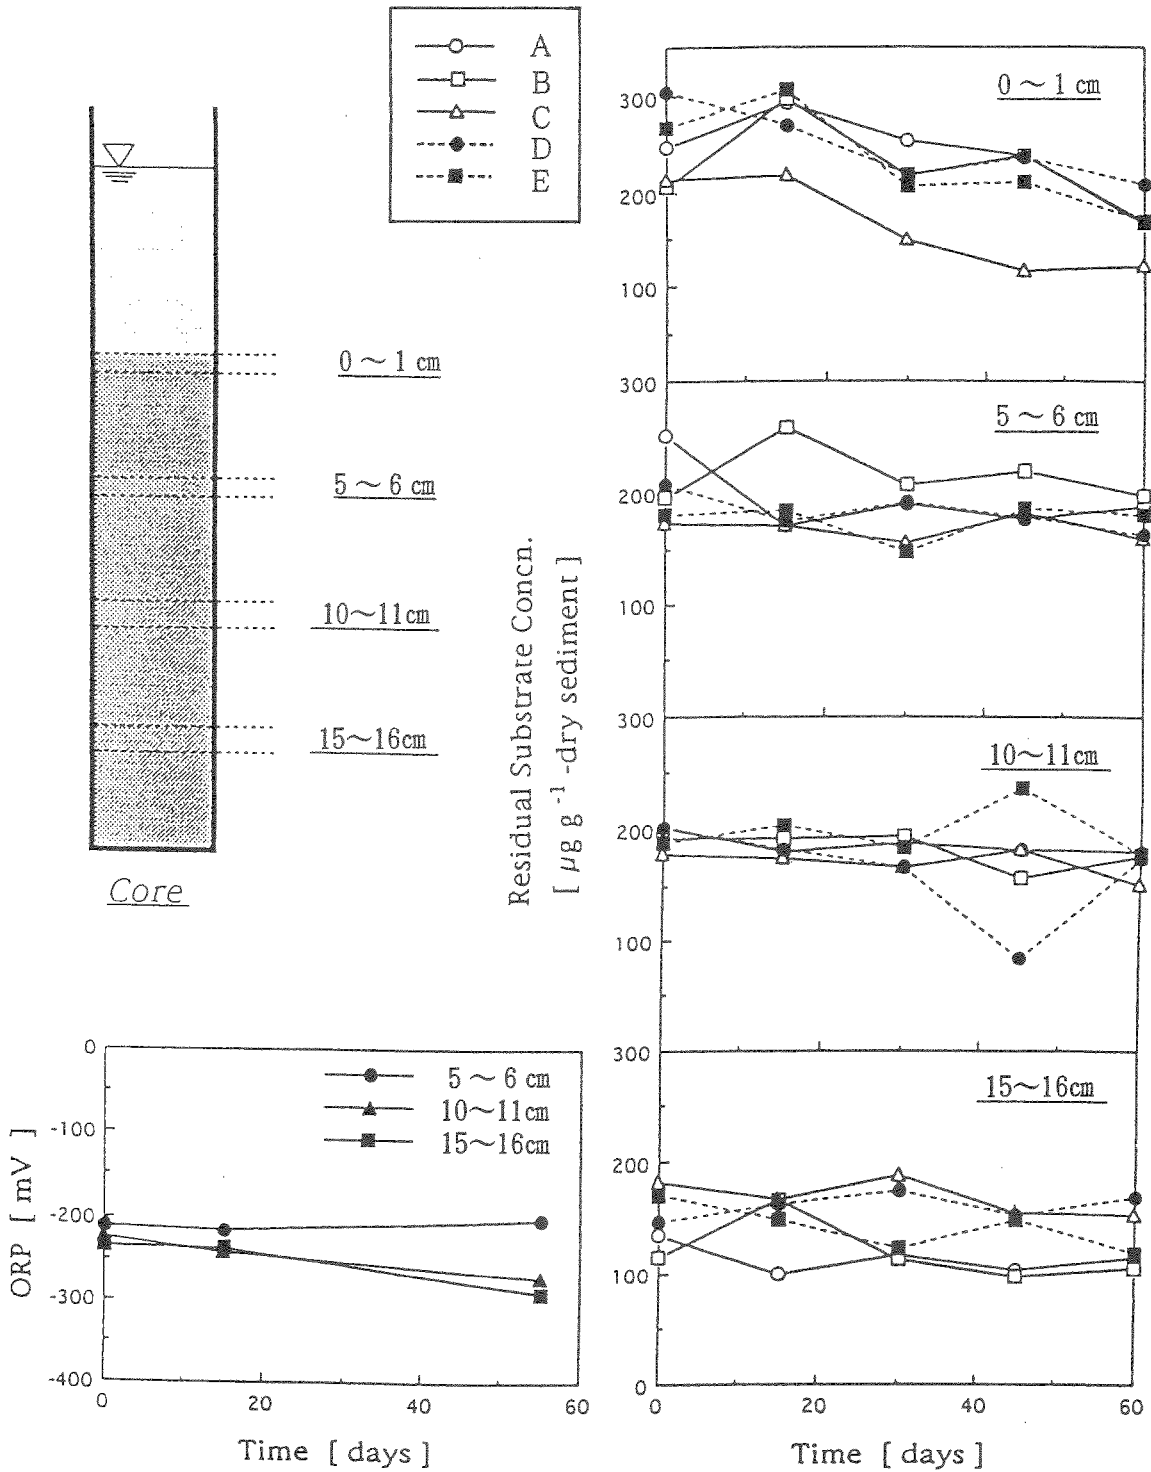 A
B
C
D
E
0～1 cm
5～6 cm
10～11cm
15～16cm
Core
Residual Substrate Concn.
[ μg g⁻¹-dry sediment ]
0～1 cm
300
200
100
300
5～6 cm
200
100
300
10～11cm
200
100
300
15～16cm
200
100
0
0
20
40
60
Time [ days ]
ORP [ mV ]
0
-100
-200
-300
-400
5～6 cm
10～11cm
15～16cm
0
20
40
60
Time [ days ]